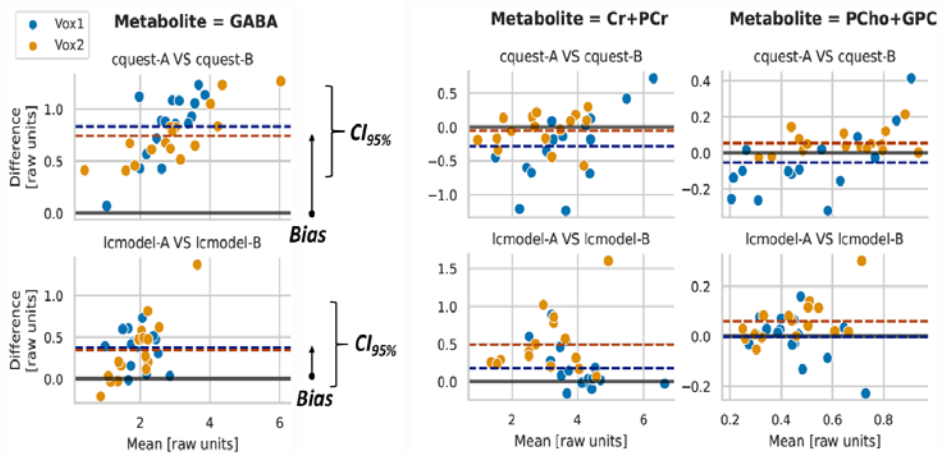 Vox1
Vox2
Metabolite = GABA
Metabolite = Cr+PCr
Metabolite = PCho+GPC
cquest-A VS cquest-B
cquest-A VS cquest-B
cquest-A VS cquest-B
Difference
[raw units]
1.0
0.5
0.0
CI95%
Bias
0.5
0.0
−0.5
−1.0
0.4
0.2
0.0
−0.2
lcmodel-A VS lcmodel-B
lcmodel-A VS lcmodel-B
lcmodel-A VS lcmodel-B
Difference
[raw units]
1.0
0.5
0.0
CI95%
Bias
1.5
1.0
0.5
0.0
0.2
0.0
−0.2
0 2 4 6
2 4 6
0.2 0.4 0.6 0.8
Mean [raw units]
Mean [raw units]
Mean [raw units]